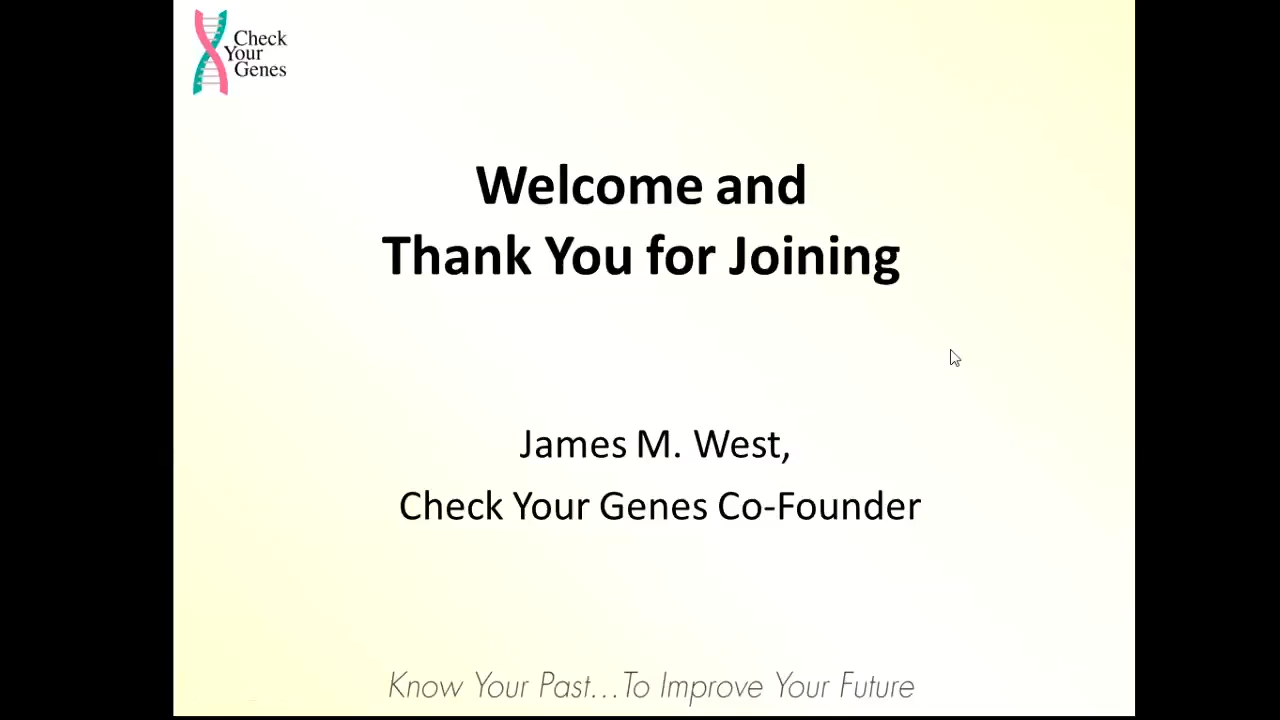 Check
Your
Genes
Welcome and
Thank You for Joining
James M. West,
Check Your Genes Co-Founder
Know Your Past...To Improve Your Future